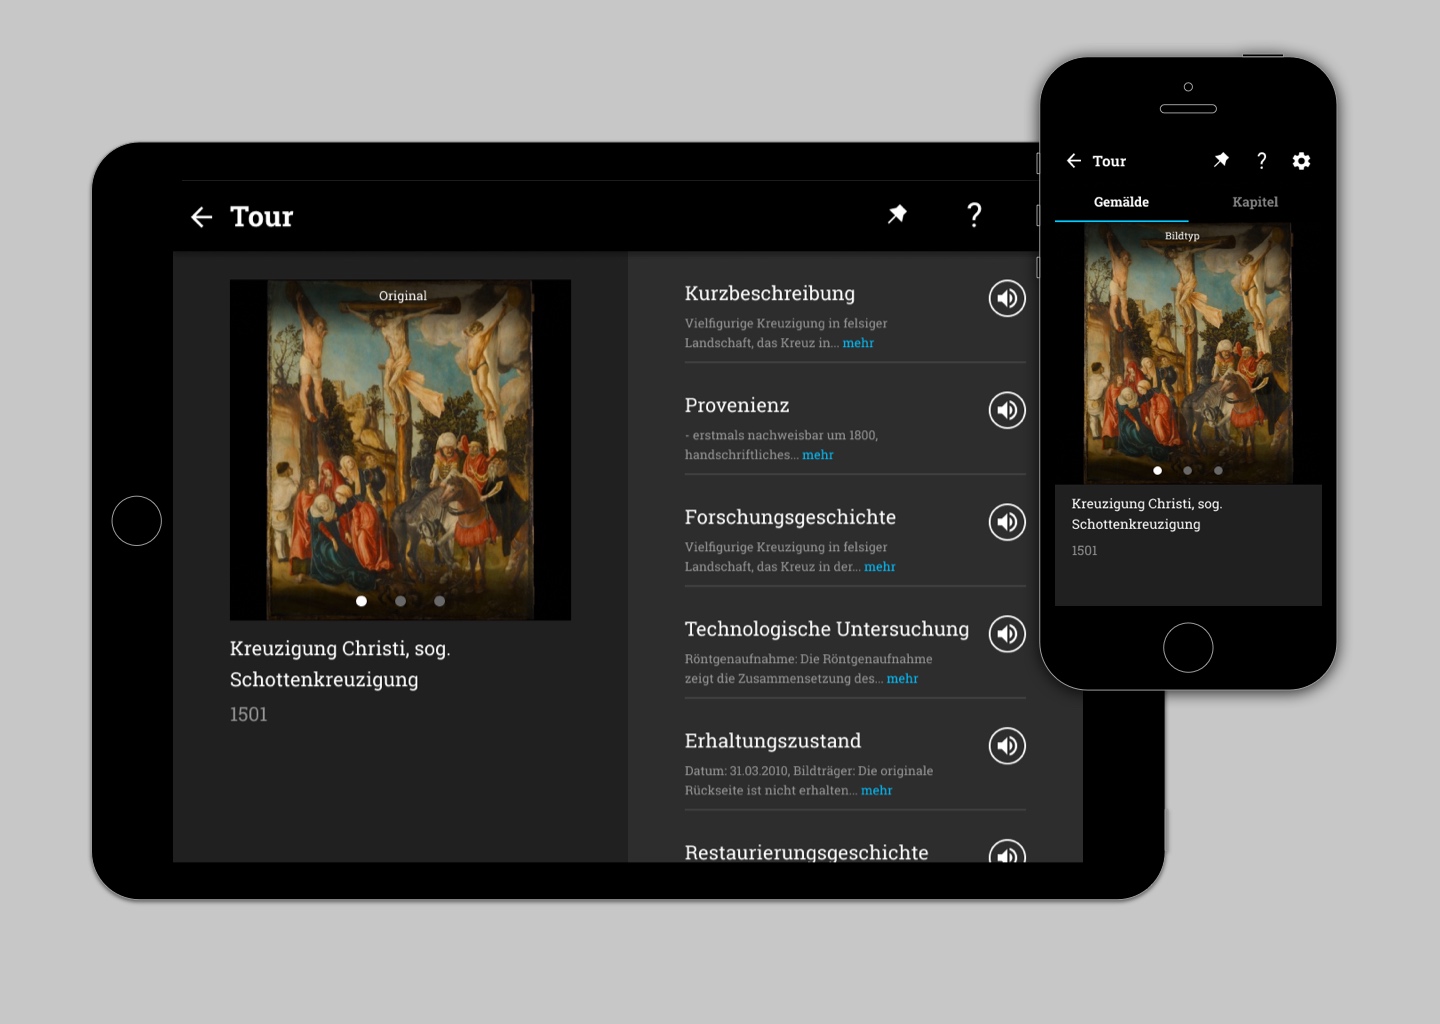 Tour
?
Original
Kreuzigung Christi, sog.
Schottenkreuzigung
1501
Kurzbeschreibung
Vielfigurige Kreuzigung in felsiger
Landschaft, das Kreuz in... mehr
Provenienz
- erstmals nachweisbar um 1800,
handschriftliches... mehr
Forschungsgeschichte
Vielfigurige Kreuzigung in felsiger
Landschaft, das Kreuz in der... mehr
Technologische Untersuchung
Röntgenaufnahme: Die Röntgenaufnahme
zeigt die Zusammensetzung des... mehr
Erhaltungszustand
Datum: 31.03.2010, Bildträger: Die originale
Rückseite ist nicht erhalten... mehr
Restaurierungsgeschichte
Tour
?
Gemälde
Kapitel
Bildtyp
Kreuzigung Christi, sog.
Schottenkreuzigung
1501